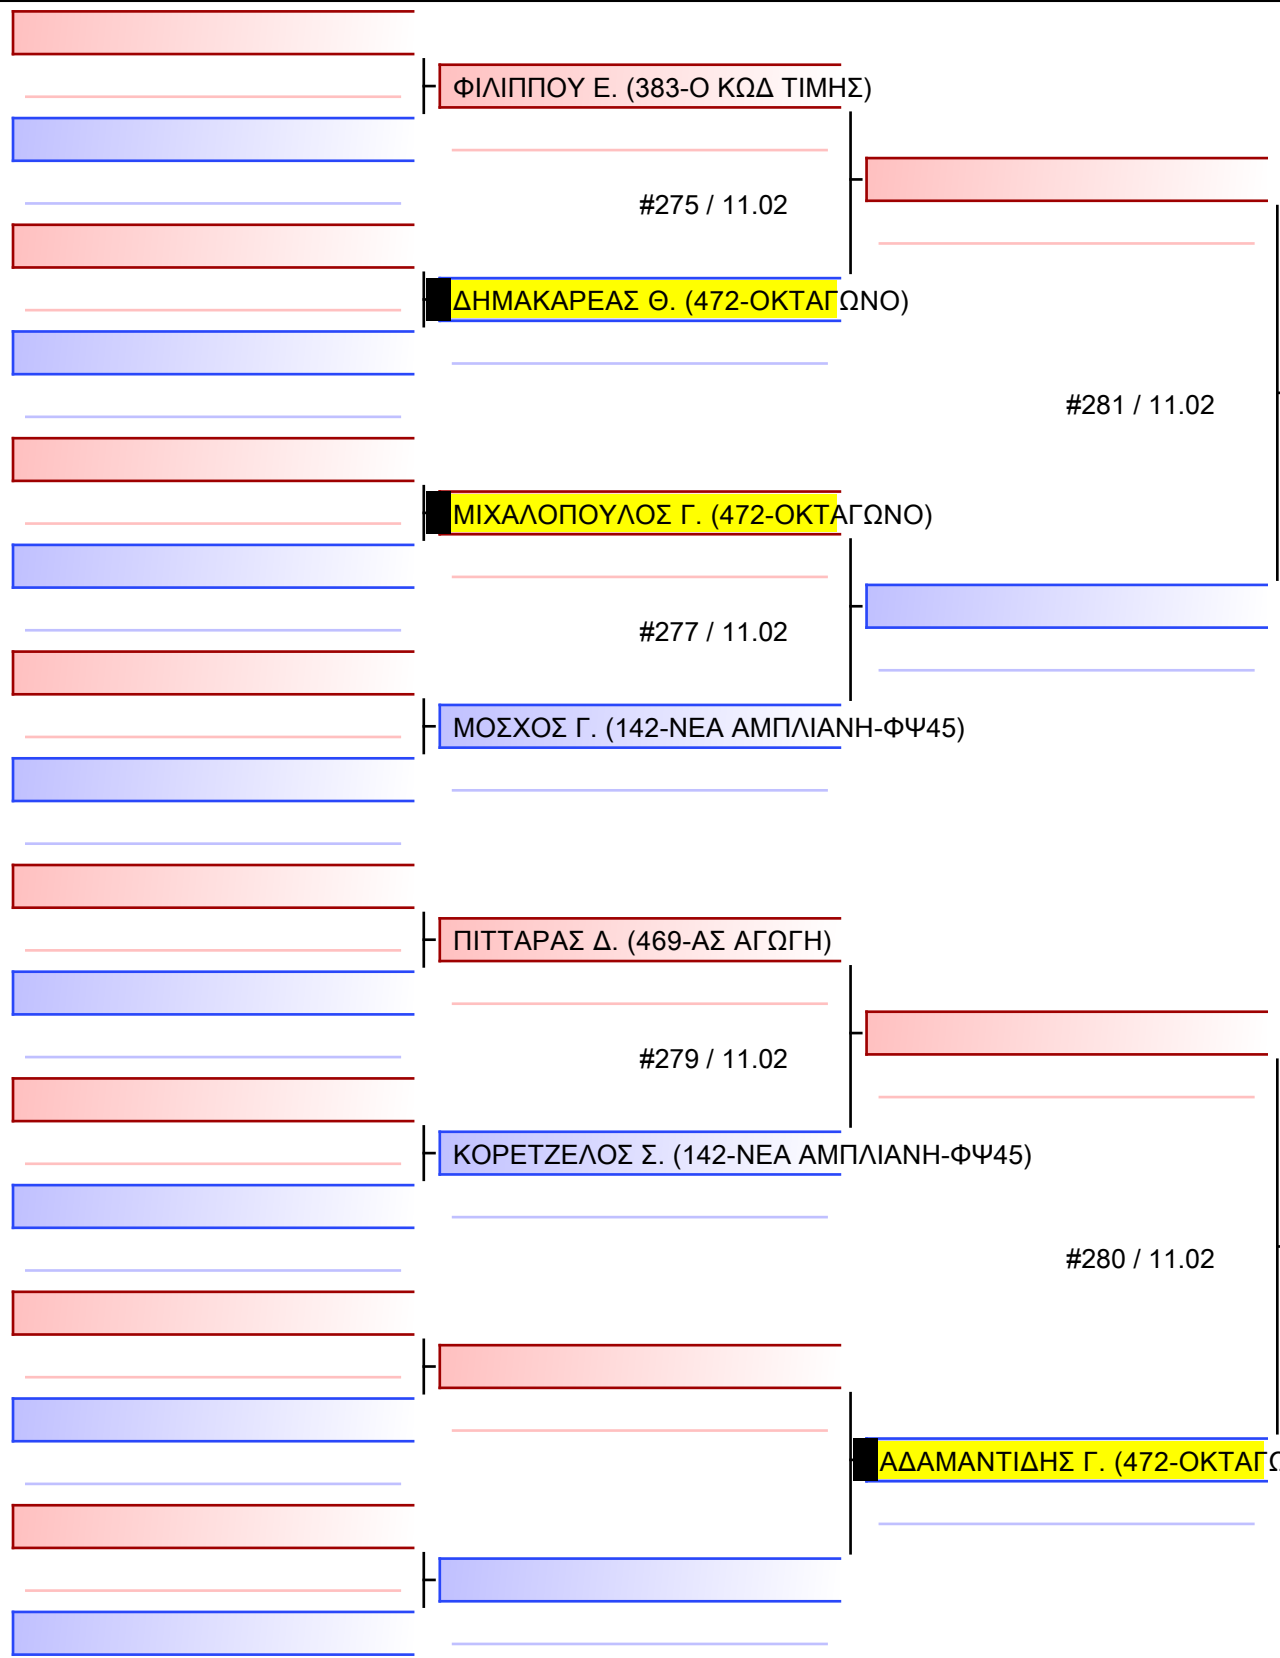 ΦΙΛΙΠΠΟΥ Ε. (383-Ο ΚΩΔ ΤΙΜΗΣ)
#275 / 11.02
ΔΗΜΑΚΑΡΕΑΣ Θ. (472-ΟΚΤΑΓΩΝΟ)
#281 / 11.02
ΜΙΧΑΛΟΠΟΥΛΟΣ Γ. (472-ΟΚΤΑΓΩΝΟ)
#277 / 11.02
ΜΟΣΧΟΣ Γ. (142-ΝΕΑ ΑΜΠΛΙΑΝΗ-ΦΨ45)
ΠΙΤΤΑΡΑΣ Δ. (469-ΑΣ ΑΓΩΓΗ)
#279 / 11.02
ΚΟΡΕΤΖΕΛΟΣ Σ. (142-ΝΕΑ ΑΜΠΛΙΑΝΗ-ΦΨ45)
#280 / 11.02
ΑΔΑΜΑΝΤΙΔΗΣ Γ. (472-ΟΚΤΑΓΩ